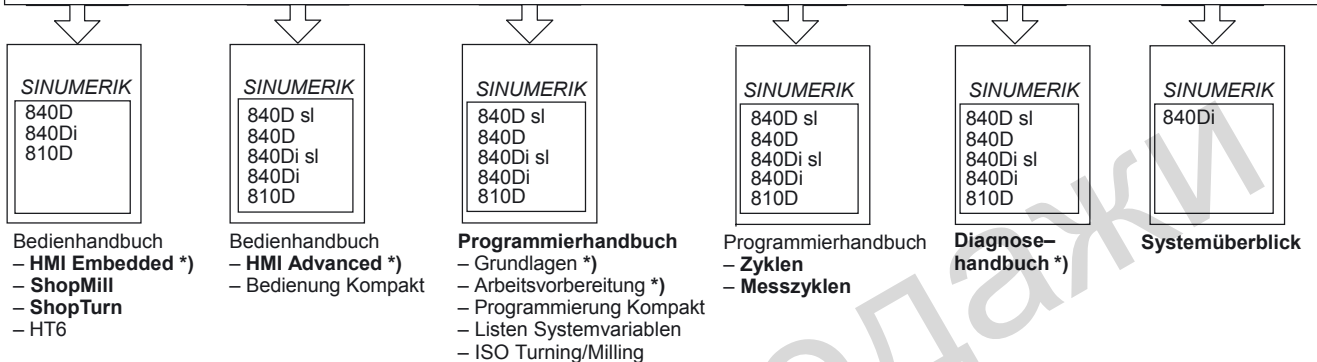 SINUMERIK
840D
840Di
810D
Bedienhandbuch
– HMI Embedded *)
– ShopMill
– ShopTurn
– HT6
SINUMERIK
840D sl
840D
840Di sl
840Di
810D
Bedienhandbuch
– HMI Advanced *)
– Bedienung Kompakt
SINUMERIK
840D sl
840D
840Di sl
840Di
810D
Programmierhandbuch
– Grundlagen *)
– Arbeitsvorbereitung *)
– Programmierung Kompakt
– Listen Systemvariablen
– ISO Turning/Milling
SINUMERIK
840D sl
840D
840Di sl
840Di
810D
Programmierhandbuch
– Zyklen
– Messzyklen
SINUMERIK
840D sl
840D
840Di sl
840Di
810D
Diagnose–
handbuch *)
SINUMERIK
840Di
Systemüberblick